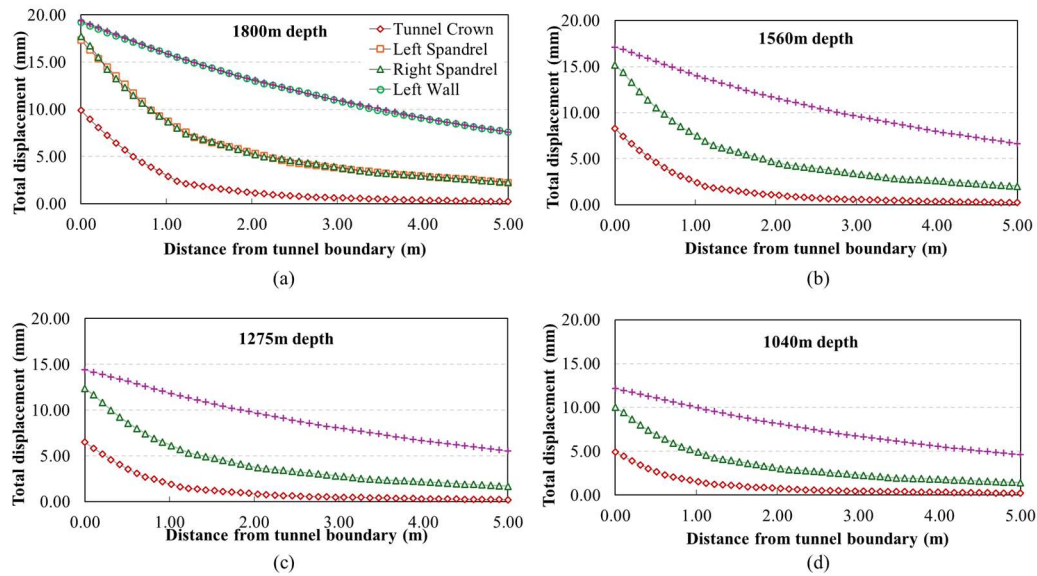 20.00
15.00
10.00
5.00
0.00
Total displacement (mm)
1800m depth
Tunnel Crown
Left Spandrel
Right Spandrel
Left Wall
0.00 1.00 2.00 3.00 4.00 5.00
Distance from tunnel boundary (m)
(a)
20.00
15.00
10.00
5.00
0.00
Total displacement (mm)
1560m depth
0.00 1.00 2.00 3.00 4.00 5.00
Distance from tunnel boundary (m)
(b)
20.00
15.00
10.00
5.00
0.00
Total displacement (mm)
1275m depth
0.00 1.00 2.00 3.00 4.00 5.00
Distance from tunnel boundary (m)
(c)
20.00
15.00
10.00
5.00
0.00
Total displacement (mm)
1040m depth
0.00 1.00 2.00 3.00 4.00 5.00
Distance from tunnel boundary (m)
(d)